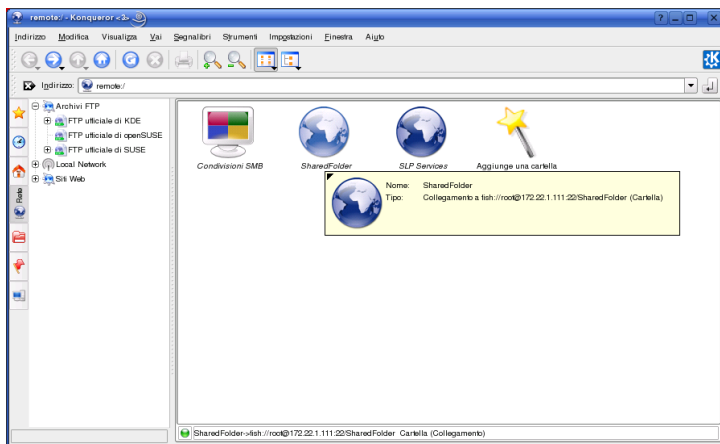 remote:/ - Konqueror <3>
Indirizzo Modifica Visualizza Vai Segnalibri Strumenti Impostazioni Finestra Aiuto
Indirizzo: remote:/
Archivi FTP
FTP ufficiale di KDE
FTP ufficiale di openSUSE
FTP ufficiale di SUSE
Local Network
Siti Web
Rete
Condivisioni SMB
SharedFolder
SLP Services
Aggiunge una cartella
Nome: SharedFolder
Tipo: Collegamento a fish://root@172.22.1.111:22/SharedFolder (Cartella)
SharedFolder->fish://root@172.22.1.111:22/SharedFolder Cartella (Collegamento)